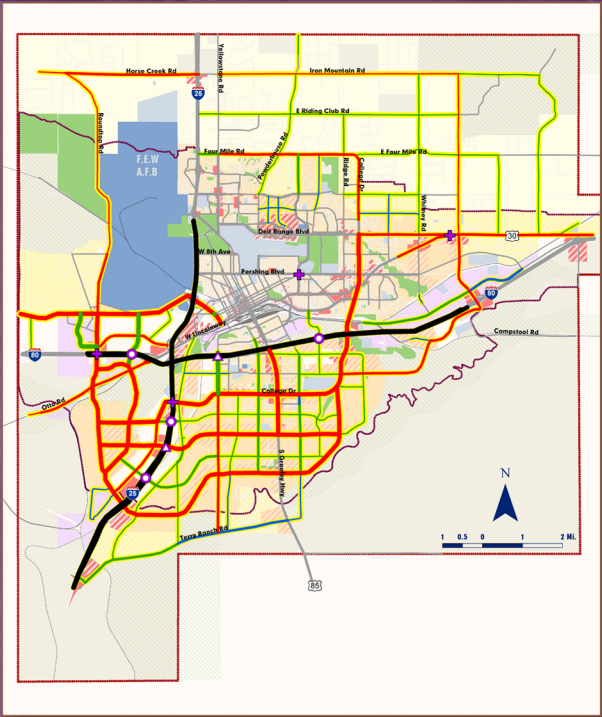 Yellowstone Rd
Horse Creek Rd
Iron Mountain Rd
25
E Riding Club Rd
Roundtop Rd
Powderhouse Rd
Four Mile Rd
E Four Mile Rd
F.E.W
A.F.B
Ridge Rd
College Dr
Whitney Rd
Dell Range Blvd
30
W 8th Ave
Pershing Blvd
80
W Lincolnway
Campstool Rd
80
College Dr
Otto Rd
S Greeley Hwy
N
25
Terry Ranch Rd
1 0.5 0 1 2 Mi.
85